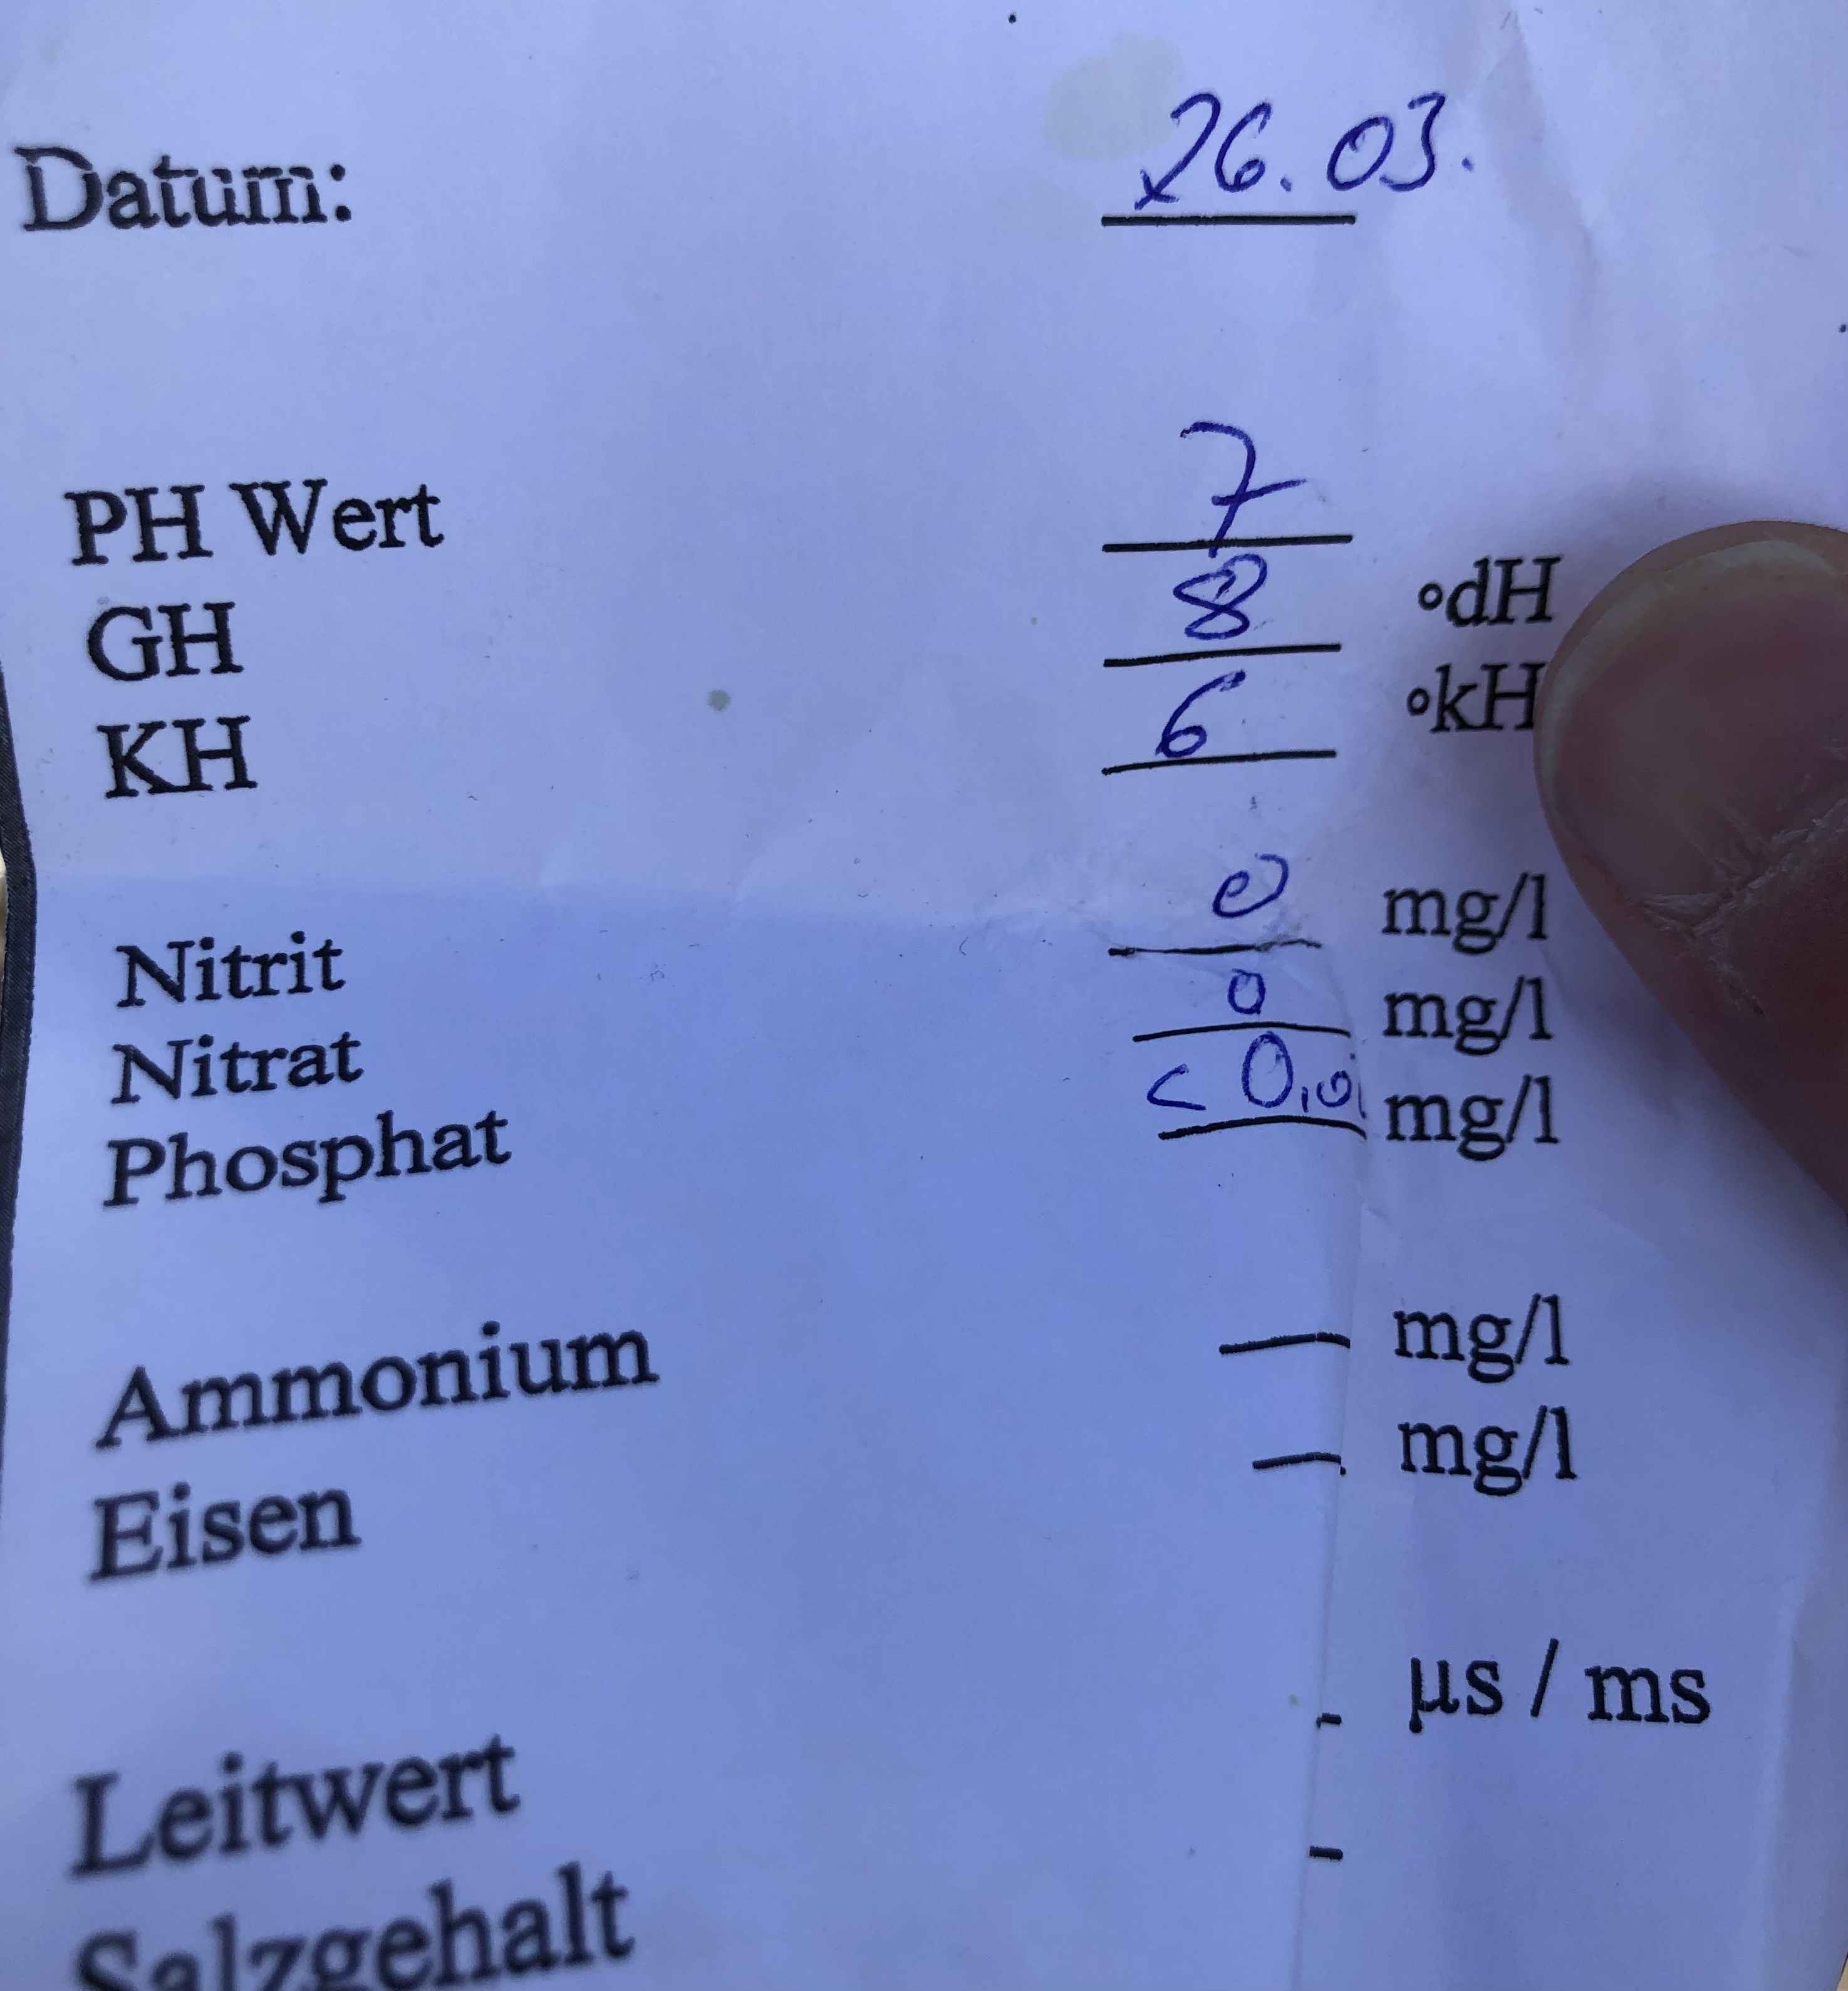 Datum: 26.03.
PH Wert 7
GH 8 °dH
KH 6 °kH
Nitrit 0 mg/l
Nitrat 0 mg/l
Phosphat < 0,01 mg/l
Ammonium mg/l
Eisen mg/l
Leitwert µs / ms
Salzgehalt